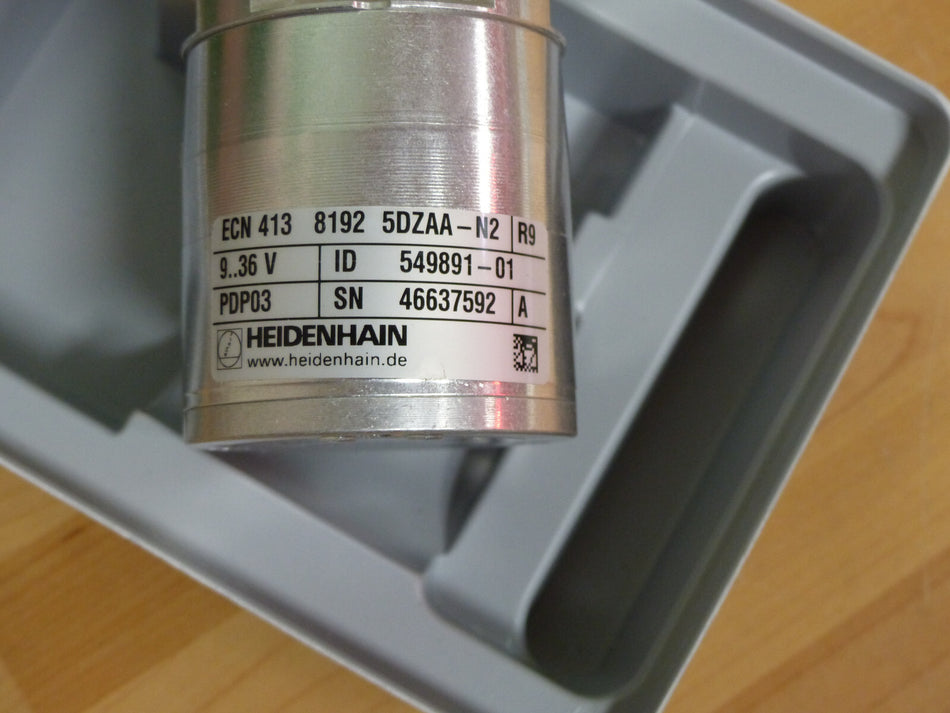 ECN 413 8192 5DZAA-N2 R9
9..36 V ID 549891-01
PDP03 SN 46637592 A
HEIDENHAIN
www.heidenhain.de